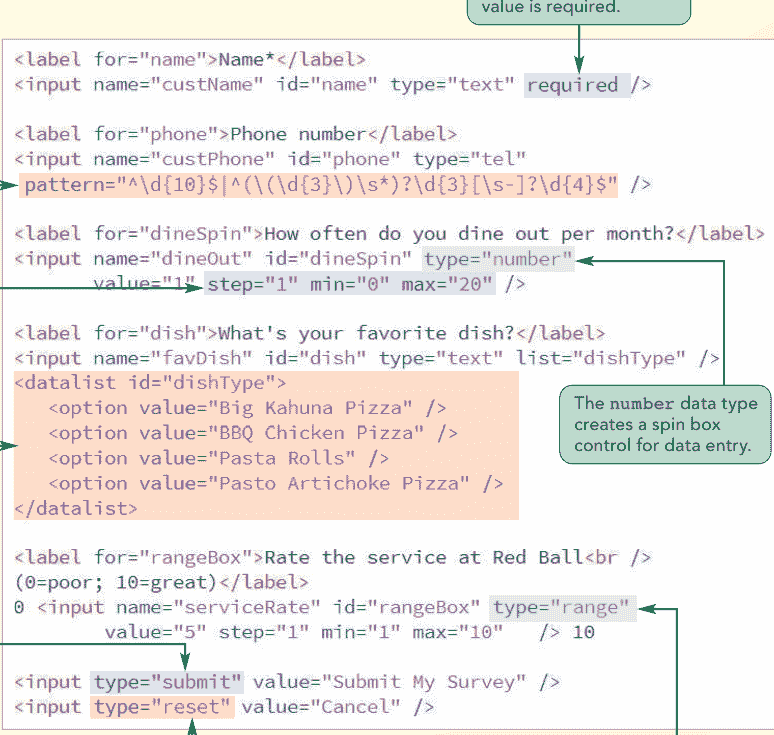 value is required.
<label for="name">Name*</label>
<input name="custName" id="name" type="text" required />
<label for="phone">Phone number</label>
<input name="custPhone" id="phone" type="tel"
pattern="^\d{10}$|^(\(\d{3}\)\s*)?\d{3}[\s-]?\d{4}$" />
<label for="dineSpin">How often do you dine out per month?</label>
<input name="dineOut" id="dineSpin" type="number"
value="1" step="1" min="0" max="20" />
<label for="dish">What's your favorite dish?</label>
<input name="favDish" id="dish" type="text" list="dishType" />
<datalist id="dishType">
<option value="Big Kahuna Pizza" />
<option value="BBQ Chicken Pizza" />
<option value="Pasta Rolls" />
<option value="Pasto Artichoke Pizza" />
</datalist>
The number data type
creates a spin box
control for data entry.
<label for="rangeBox">Rate the service at Red Ball<br />
(0=poor; 10=great)</label>
0 <input name="serviceRate" id="rangeBox" type="range"
value="5" step="1" min="1" max="10" /> 10
<input type="submit" value="Submit My Survey" />
<input type="reset" value="Cancel" />